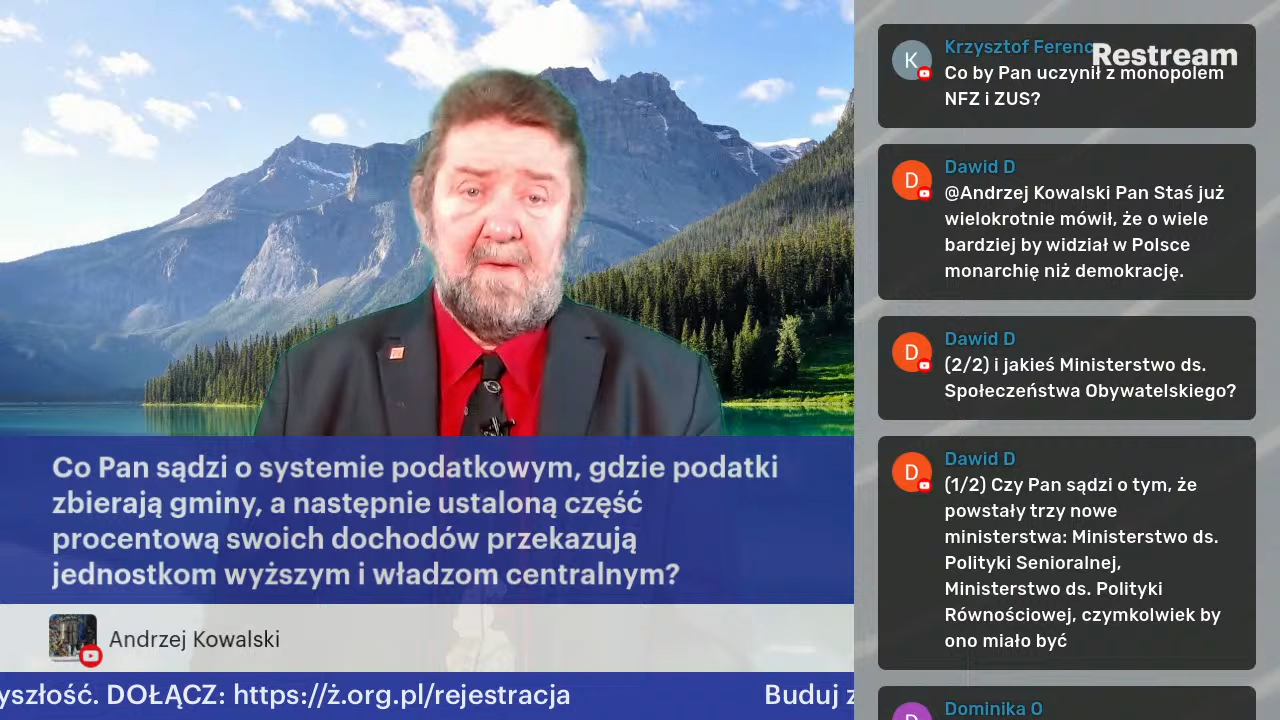 Co Pan sądzi o systemie podatkowym, gdzie podatki
zbierają gminy, a następnie ustaloną część
procentową swoich dochodów przekazują
jednostkom wyższym i władzom centralnym?
Andrzej Kowalski
yszłość. DOŁĄCZ: https://ż.org.pl/rejestracja
Buduj z
Restream
K
Krzysztof Ferenc
Co by Pan uczynił z monopolem
NFZ i ZUS?
D
Dawid D
@Andrzej Kowalski Pan Staś już
wielokrotnie mówił, że o wiele
bardziej by widział w Polsce
monarchię niż demokrację.
D
Dawid D
(2/2) i jakieś Ministerstwo ds.
Społeczeństwa Obywatelskiego?
D
Dawid D
(1/2) Czy Pan sądzi o tym, że
powstały trzy nowe
ministerstwa: Ministerstwo ds.
Polityki Senioralnej,
Ministerstwo ds. Polityki
Równościowej, czymkolwiek by
ono miało być
D
Dominika O